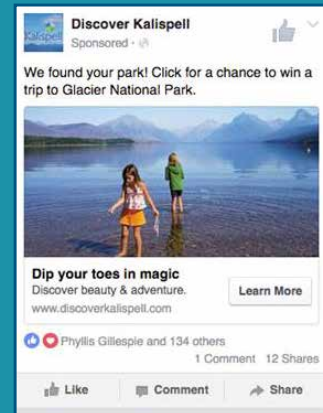 Discover Kalispell
Sponsored ·
We found your park! Click for a chance to win a
trip to Glacier National Park.
Dip your toes in magic
Discover beauty & adventure.
Learn More
www.discoverkalispell.com
Phyllis Gillespie and 134 others
1 Comment 12 Shares
Like Comment Share